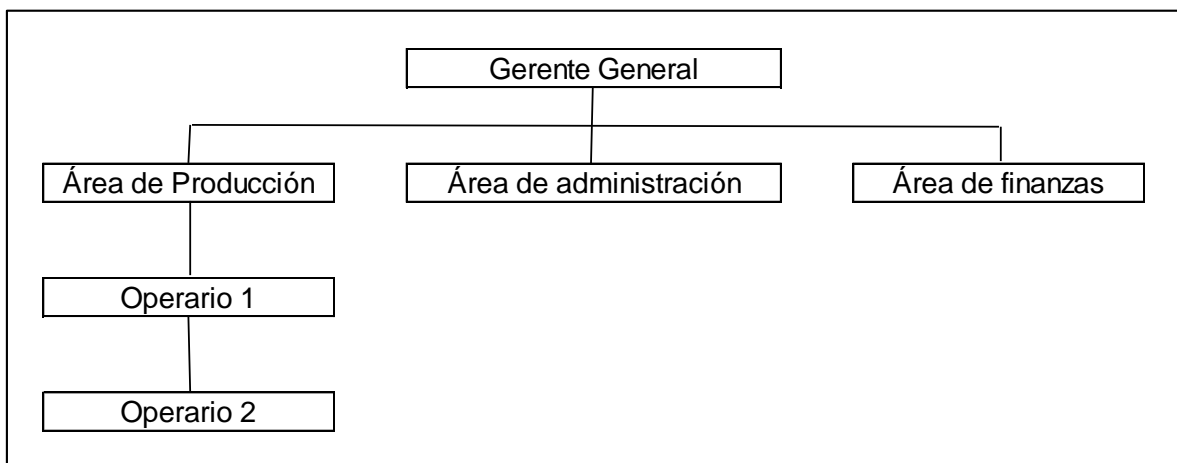 Gerente General
Área de Producción
Área de administración
Área de finanzas
Operario 1
Operario 2